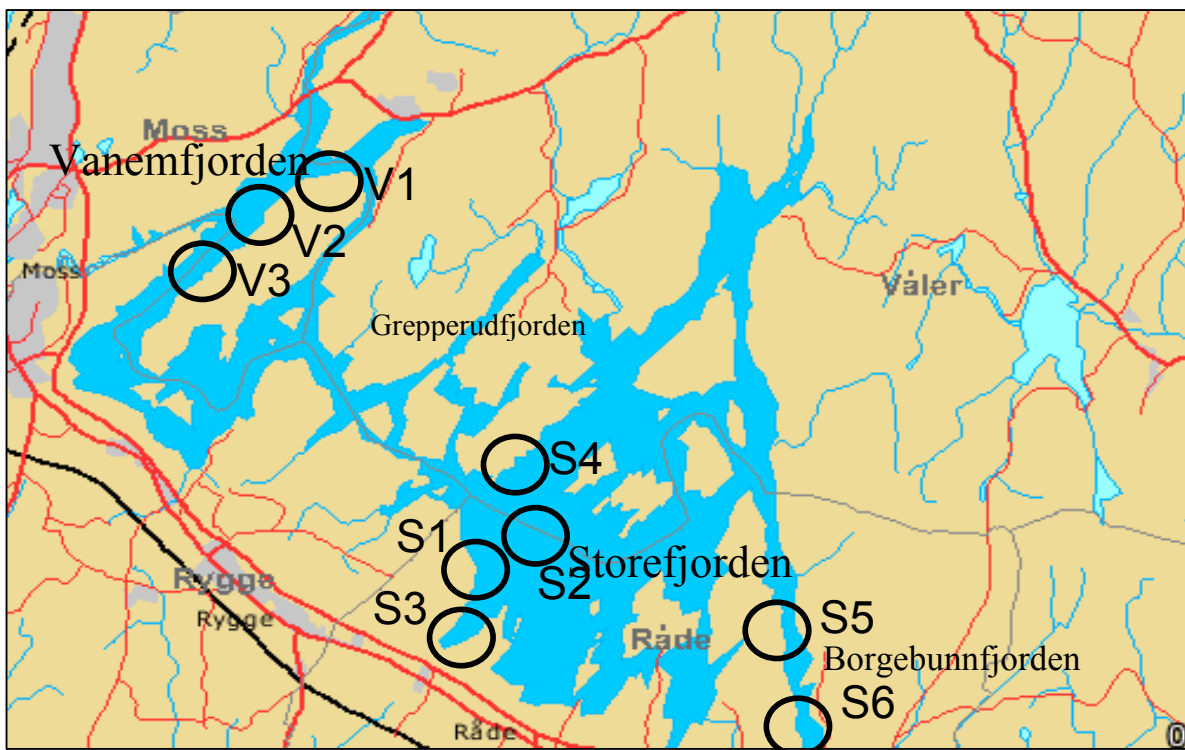 Moss
Vanemfjorden
V1
V2
Moss
V3
Våler
Grepperudfjorden
S4
S1
S2
Storefjorden
Rygge
S3
Rygge
S5
Råde
Borgebunnfjorden
S6
Råde